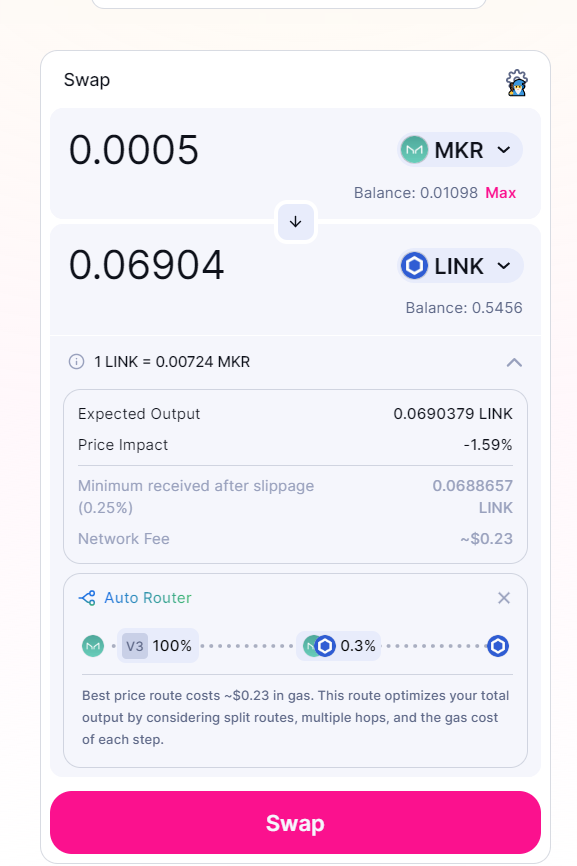 Swap
0.0005
MKR
Balance: 0.01098 Max
0.06904
LINK
Balance: 0.5456
1 LINK = 0.00724 MKR
Expected Output 0.0690379 LINK
Price Impact -1.59%
Minimum received after slippage 0.0688657
(0.25%) LINK
Network Fee ~$0.23
Auto Router
V3 100% 0.3%
Best price route costs ~$0.23 in gas. This route optimizes your total
output by considering split routes, multiple hops, and the gas cost
of each step.
Swap